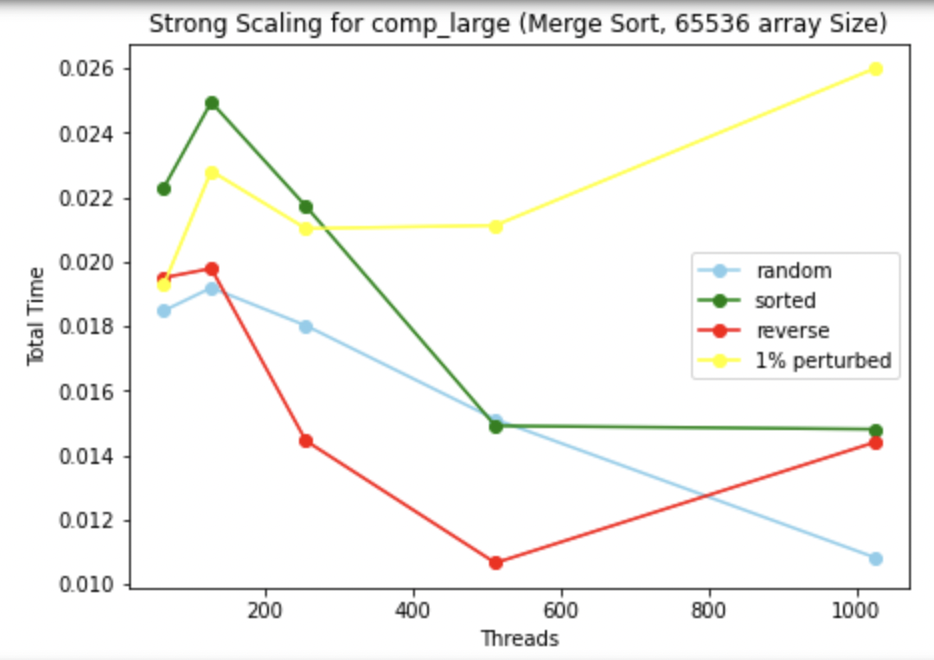 Strong Scaling for comp_large (Merge Sort, 65536 array Size)
0.026
0.024
0.022
0.020
0.018
0.016
0.014
0.012
0.010
Total Time
random
sorted
reverse
1% perturbed
200
400
600
800
1000
Threads